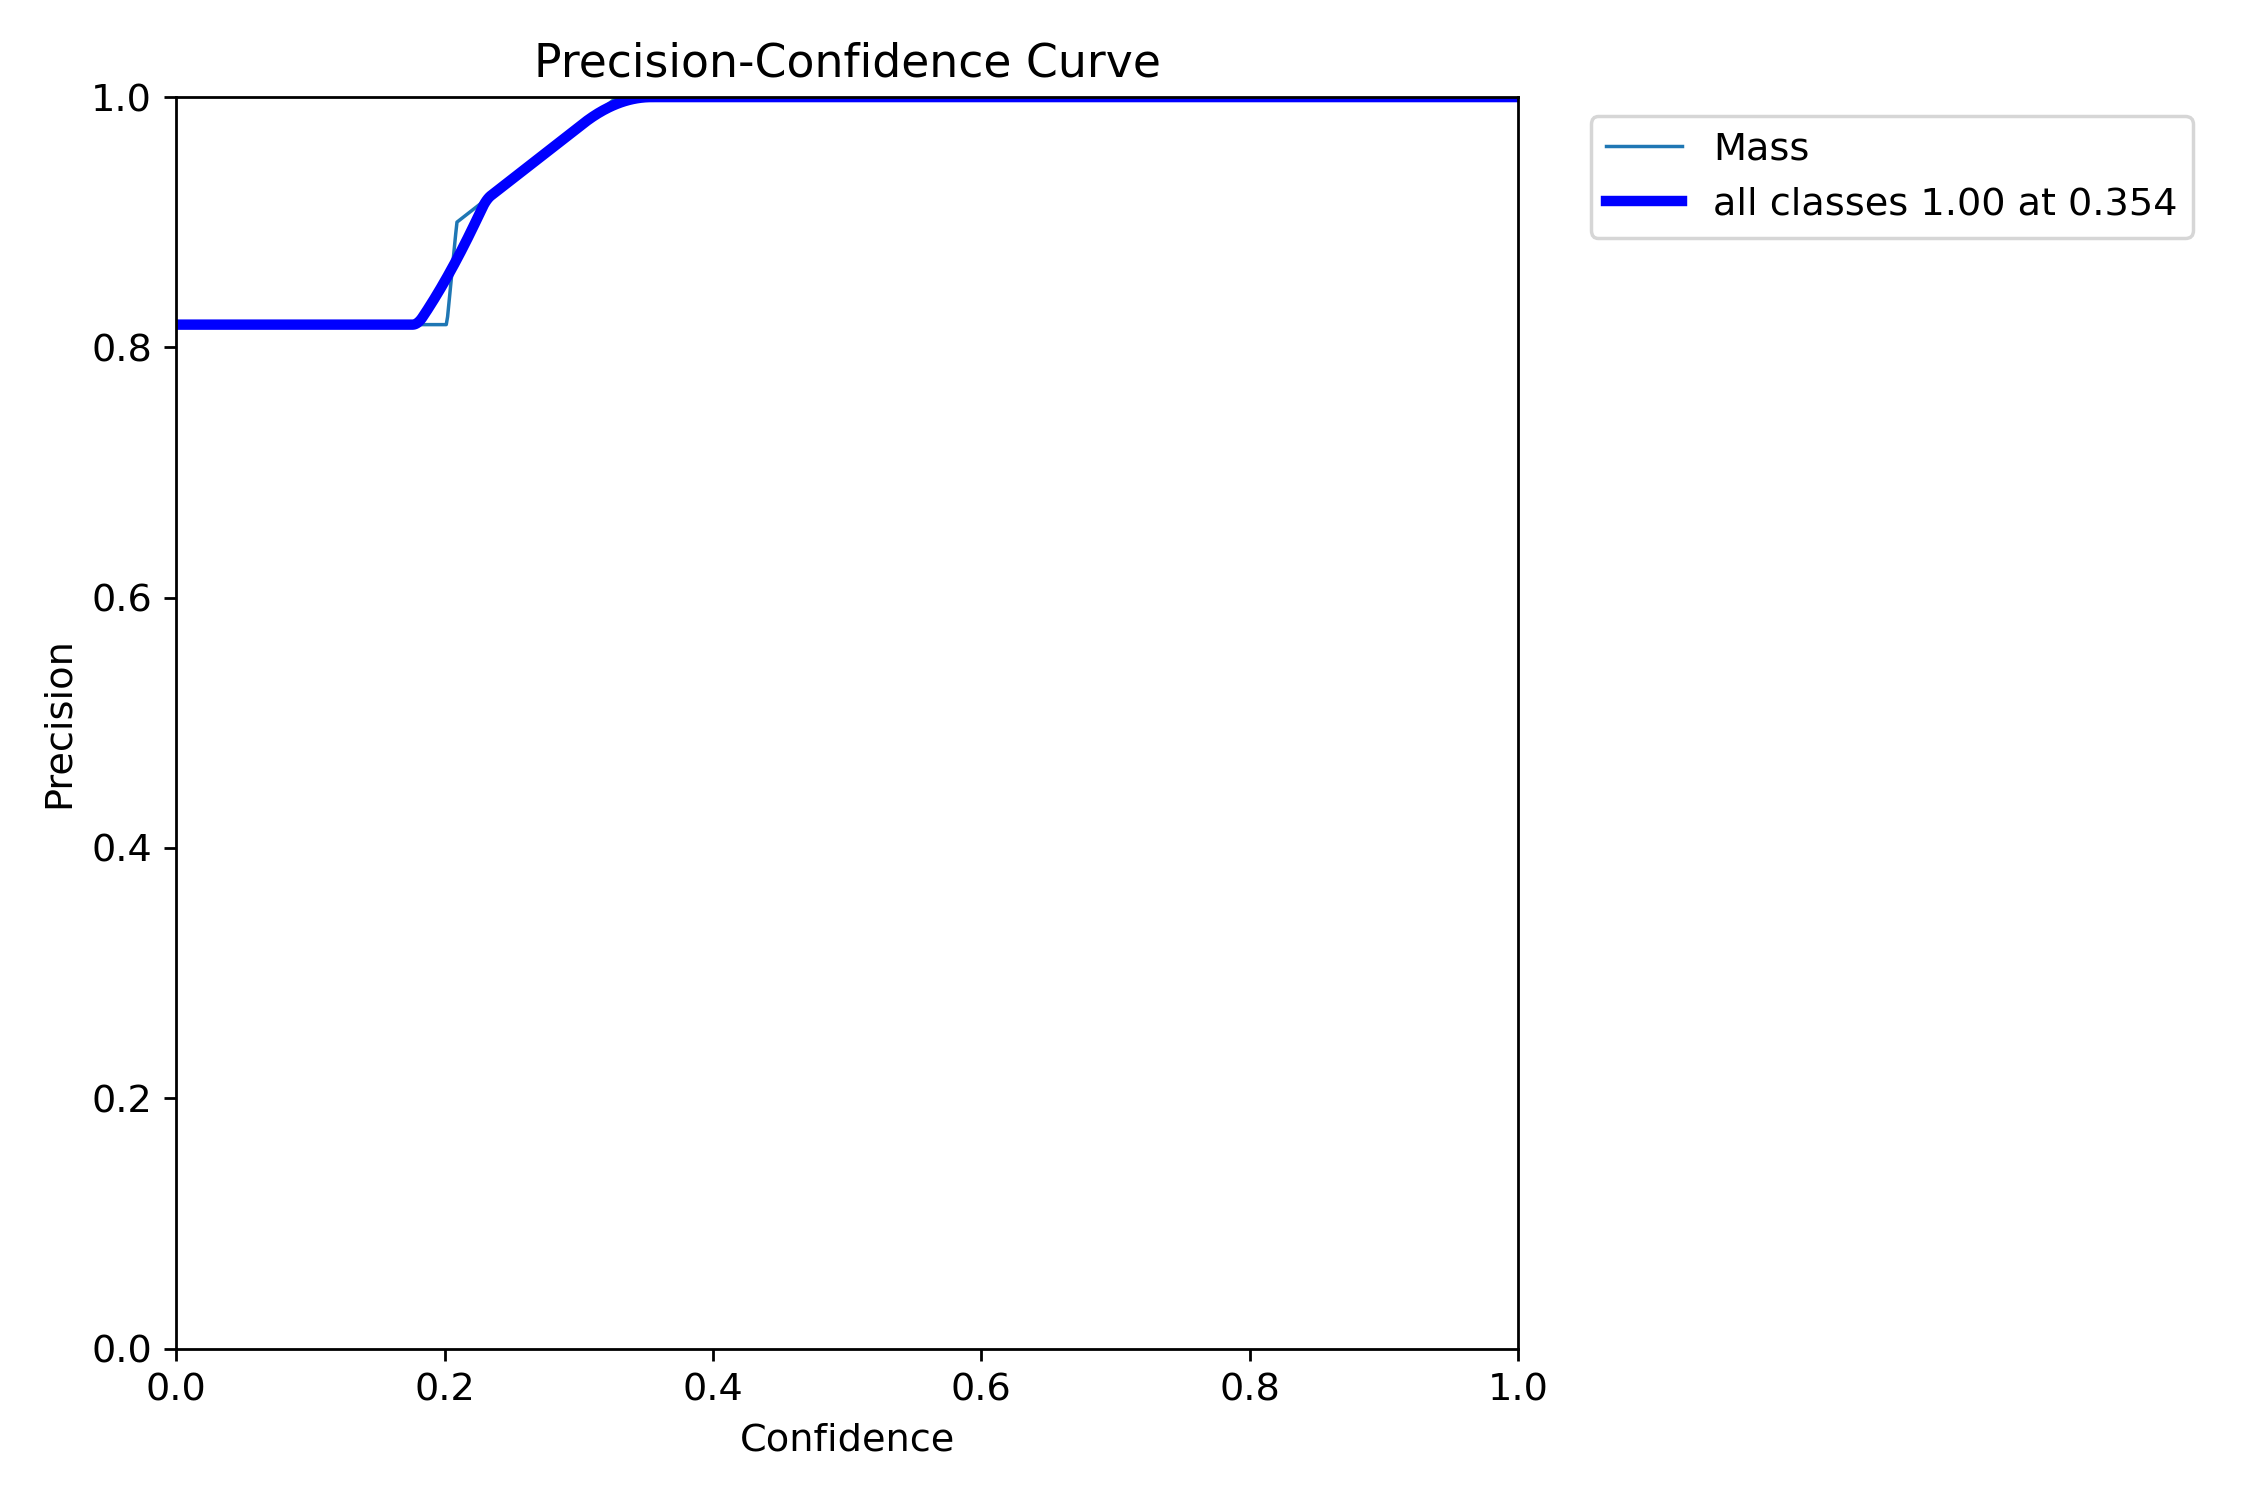 Precision-Confidence Curve
1.0
0.8
0.6
0.4
0.2
0.0
Precision
0.0 0.2 0.4 0.6 0.8 1.0
Confidence
Mass
all classes 1.00 at 0.354